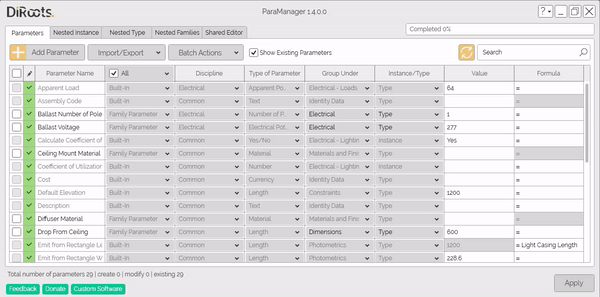 DiRoots.
ParaManager 1.4.0.0
?
Parameters Nested Instance Nested Type Nested Families Shared Editor
Completed 0%
Add Parameter Import/Export Batch Actions Show Existing Parameters Search
Parameter Name All Discipline Type of Parameter Group Under Instance/Type Value Formula
Apparent Load Built-In Electrical Apparent Po.. Electrical - Loads Type 64 =
Assembly Code Built-In Common Text Identity Data Type =
Ballast Number of Pole Family Parameter Electrical Number of P.. Electrical Type 1 =
Ballast Voltage Family Parameter Electrical Electrical Pot.. Electrical Type 277 =
Calculate Coefficient of Built-In Common Yes/No Electrical - Lightin Instance Yes =
Ceiling Mount Material Family Parameter Common Material Materials and Fini Type =
Coefficient of Utilization Built-In Common Number Electrical - Lightin Instance =
Cost Built-In Common Currency Identity Data Type =
Default Elevation Built-In Common Length Constraints Type 1200 =
Description Built-In Common Text Identity Data Type =
Diffuser Material Family Parameter Common Material Materials and Fini Type =
Drop From Ceiling Family Parameter Common Length Dimensions Type 600 =
Emit from Rectangle Le Built-In Common Length Photometrics Type 1200 = Light Casing Length
Emit from Rectangle W Built-In Common Length Photometrics Type 228.6 =
Total number of parameters 29 | create 0 | modify 0 | existing 29
Feedback Donate Custom Software Apply